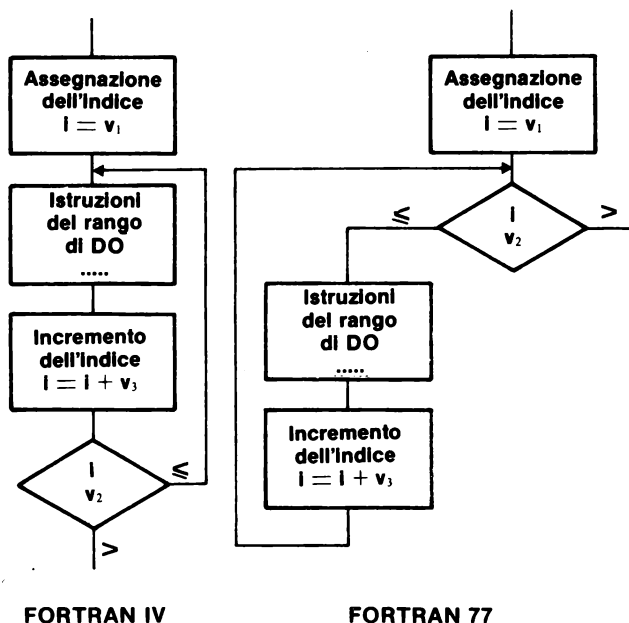 Assegnazione
dell'indice
i = v₁
Istruzioni
del rango
di DO
.....
Incremento
dell'indice
i = i + v₃
i
v₂
≤
>
FORTRAN IV
Assegnazione
dell'indice
i = v₁
i
v₂
≤
>
Istruzioni
del rango
di DO
.....
Incremento
dell'indice
i = i + v₃
FORTRAN 77